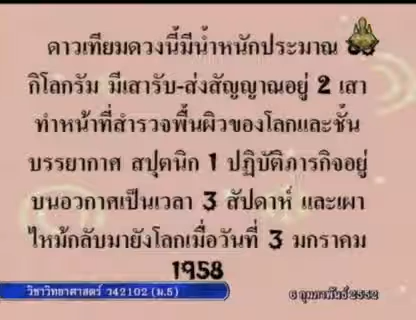 ดาวเทียมดวงนี้มีน้ำหนักประมาณ 83
กิโลกรัม มีเสารับ-ส่งสัญญาณอยู่ 2 เสา
ทำหน้าที่สำรวจพื้นผิวของโลกและชั้น
บรรยากาศ สปุตนิก 1 ปฏิบัติภารกิจอยู่
บนอวกาศเป็นเวลา 3 สัปดาห์ และเผา
ไหม้กลับมายังโลกเมื่อวันที่ 3 มกราคม
1958
วิชาวิทยาศาสตร์ ว42102 (ม.5)
6 กุมภาพันธ์ 2552